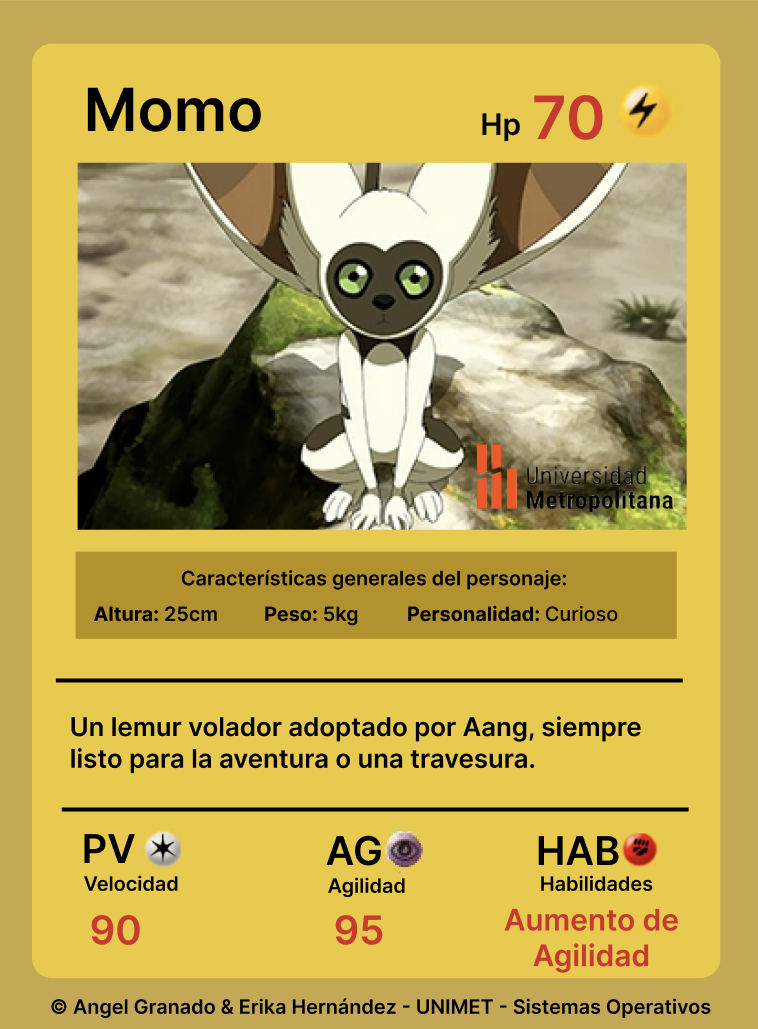 Momo
Hp 70
Universidad
Metropolitana
Características generales del personaje:
Altura: 25cm Peso: 5kg Personalidad: Curioso
Un lemur volador adoptado por Aang, siempre
listo para la aventura o una travesura.
PV AG HAB
Velocidad Agilidad Habilidades
90 95 Aumento de
Agilidad
© Angel Granado & Erika Hernández - UNIMET - Sistemas Operativos